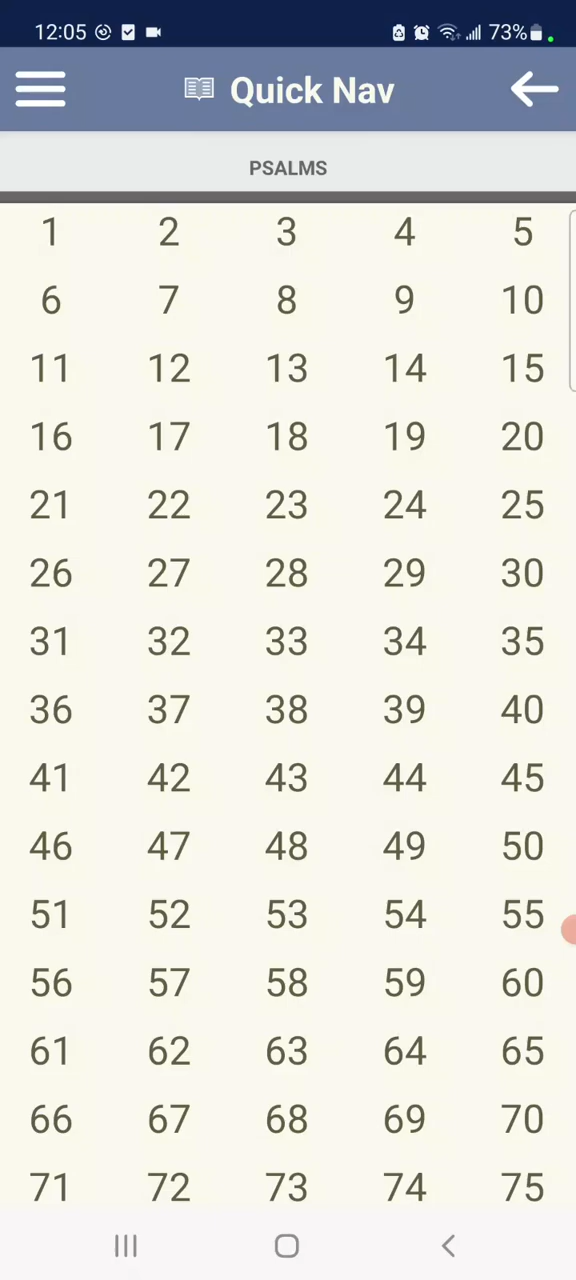 12:05 73%
Quick Nav
PSALMS
1 2 3 4 5
6 7 8 9 10
11 12 13 14 15
16 17 18 19 20
21 22 23 24 25
26 27 28 29 30
31 32 33 34 35
36 37 38 39 40
41 42 43 44 45
46 47 48 49 50
51 52 53 54 55
56 57 58 59 60
61 62 63 64 65
66 67 68 69 70
71 72 73 74 75